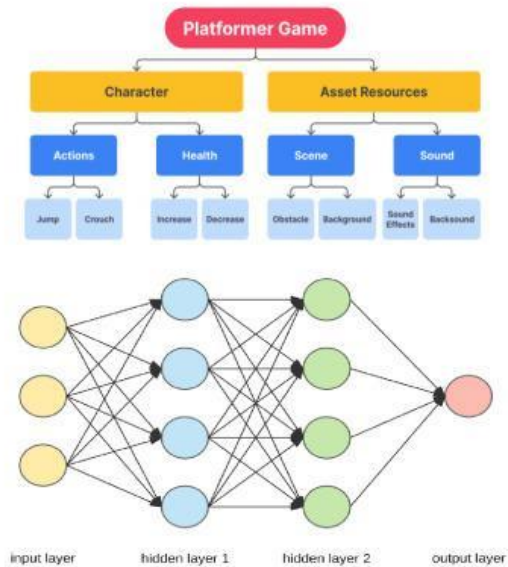 Platformer Game
Character
Asset Resources
Actions
Health
Scene
Sound
Jump
Crouch
Increase
Decrease
Obstacle
Background
Sound
Effects
Backsound
input layer
hidden layer 1
hidden layer 2
output layer